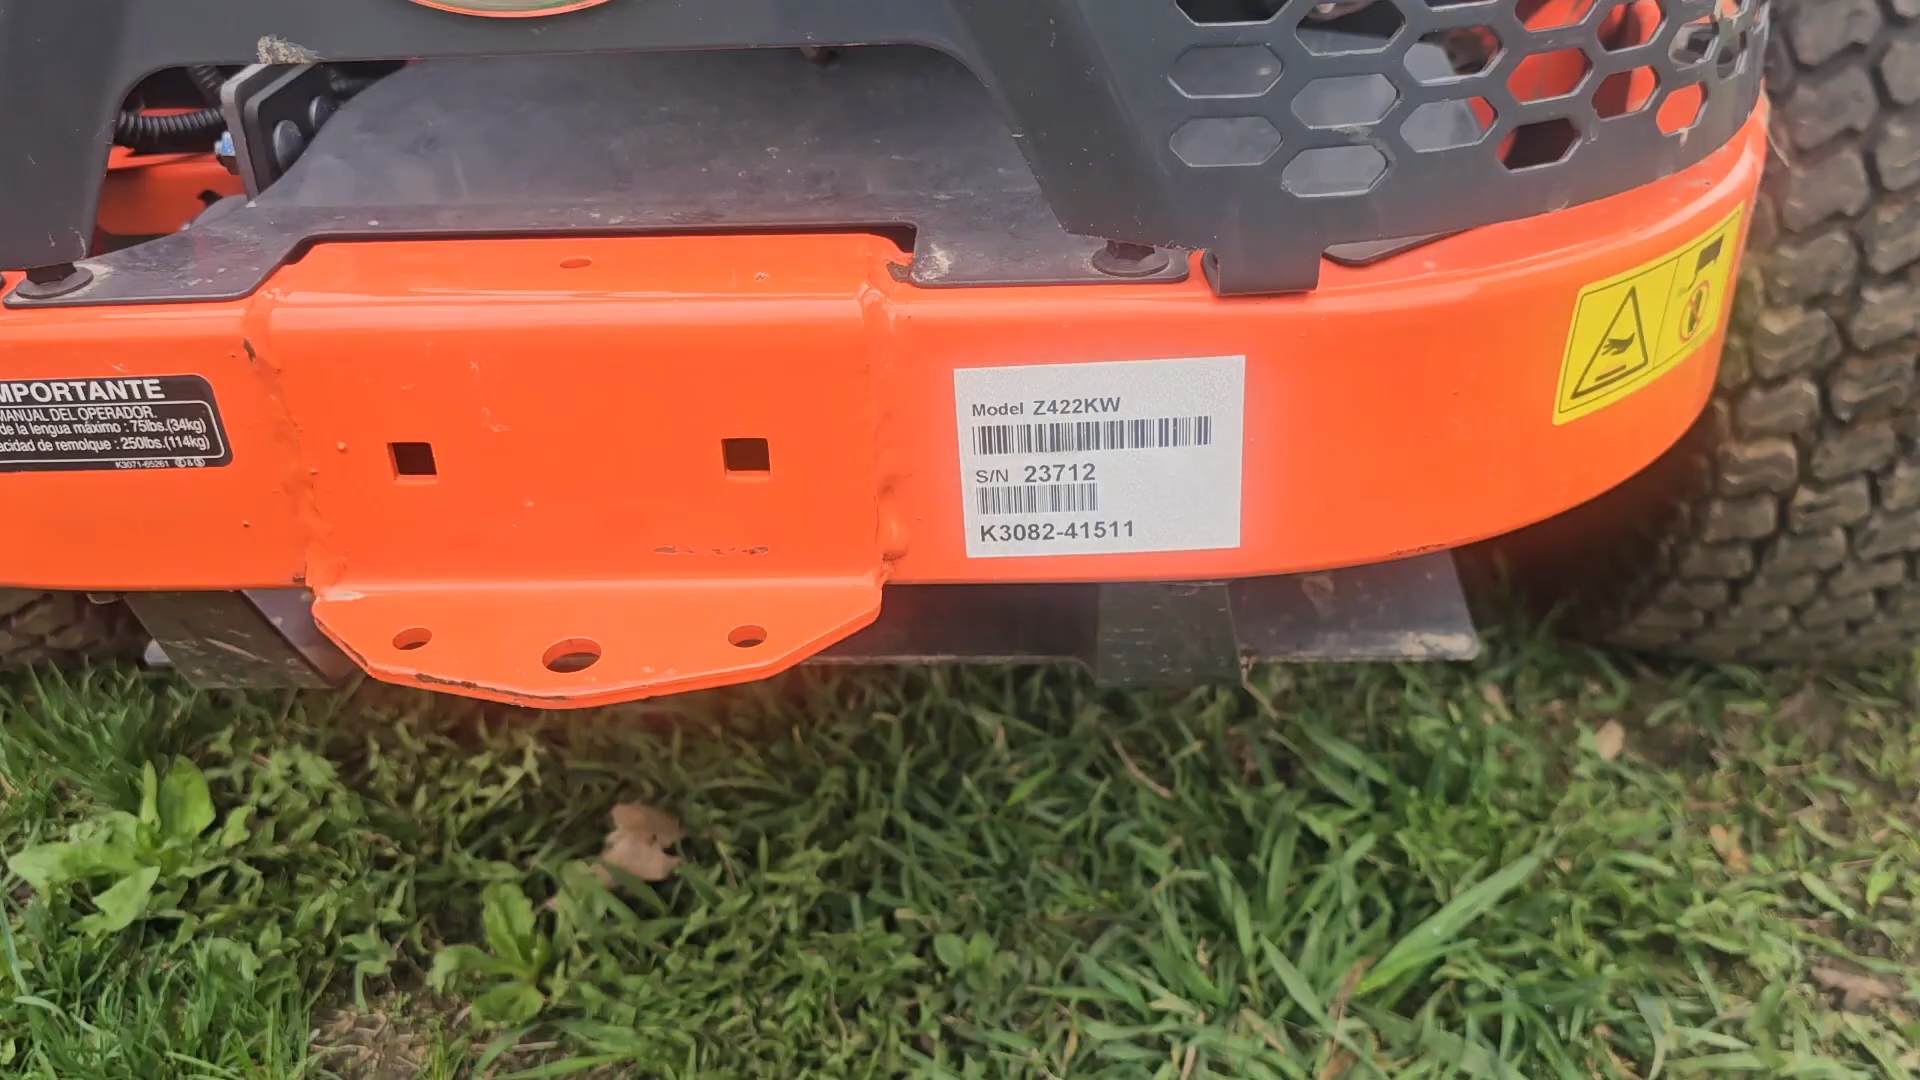 MPORTANTE
MANUAL DEL OPERADOR.
de la lengua máximo : 75lbs.(34kg)
acidad de remolque : 250lbs.(114kg)
K3071-65261
Model Z422KW
S/N 23712
K3082-41511